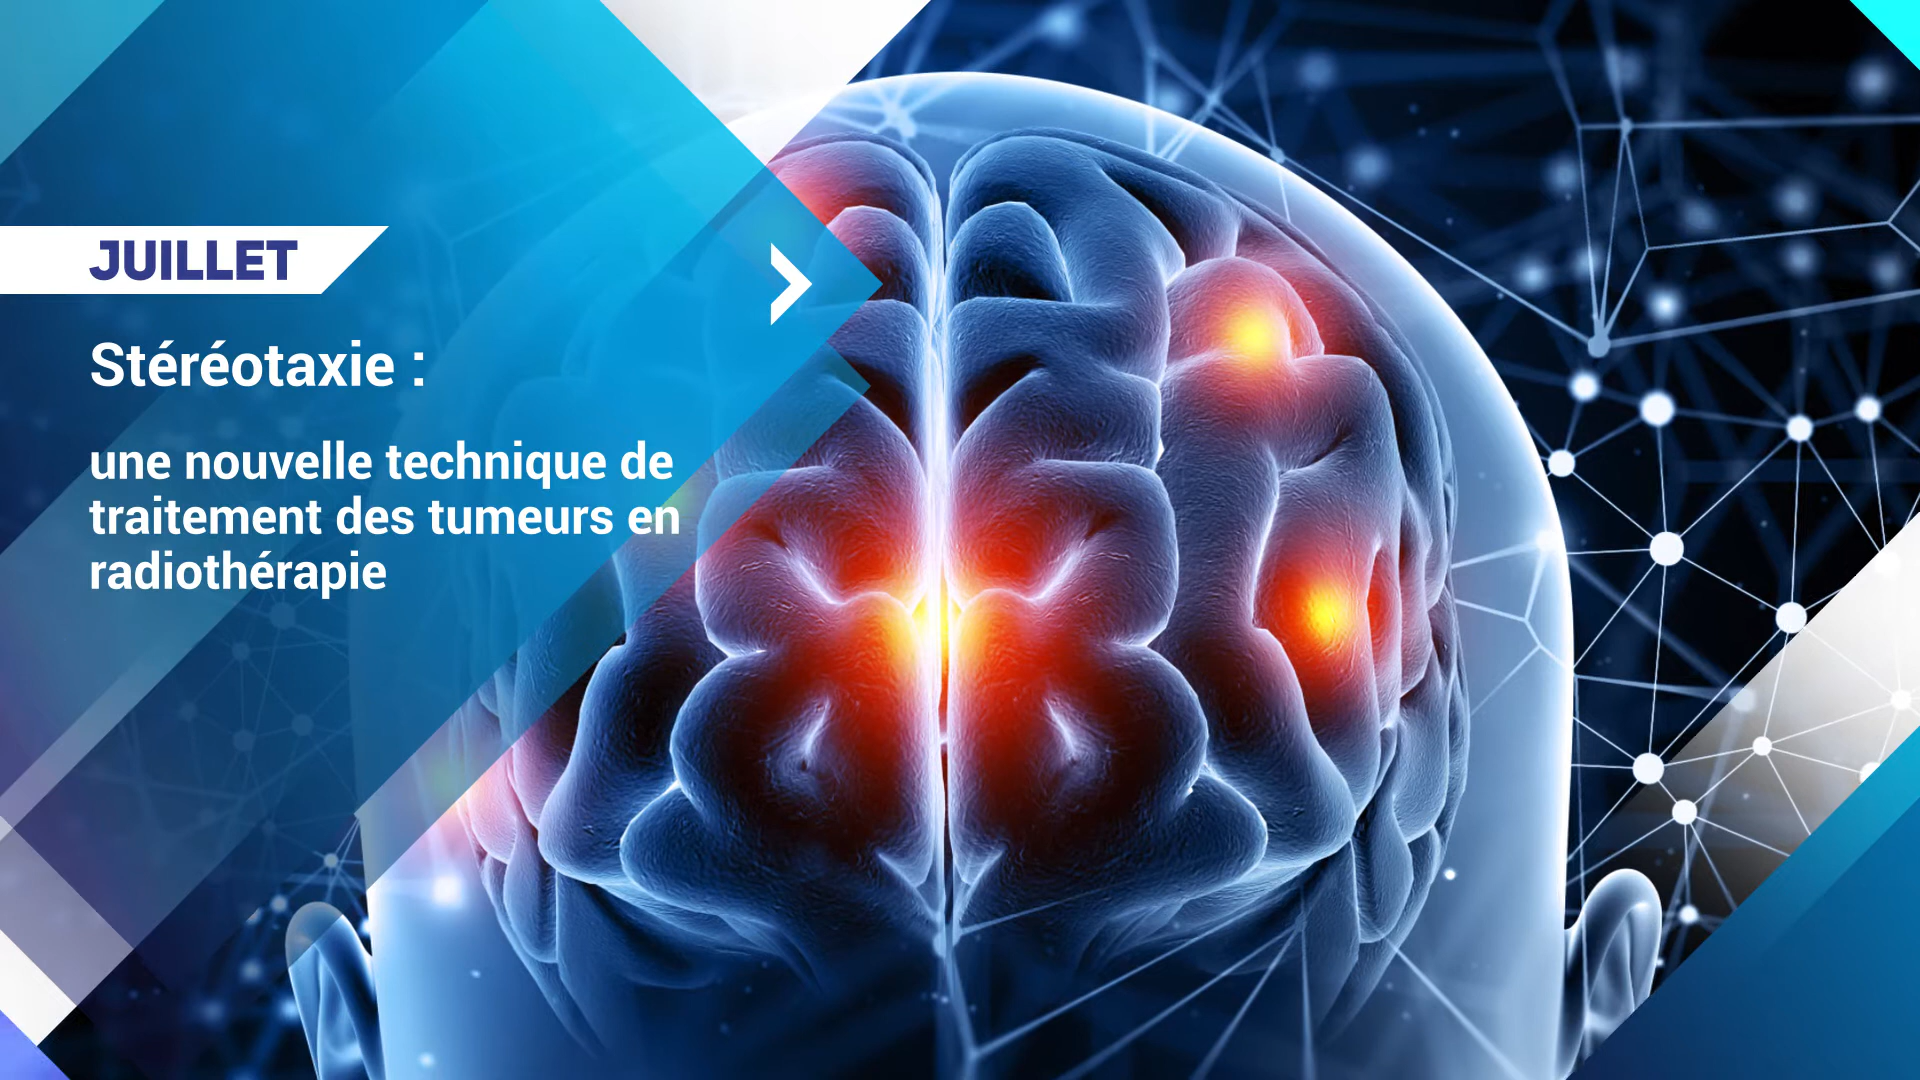 JUILLET
Stéréotaxie :
une nouvelle technique de
traitement des tumeurs en
radiothérapie